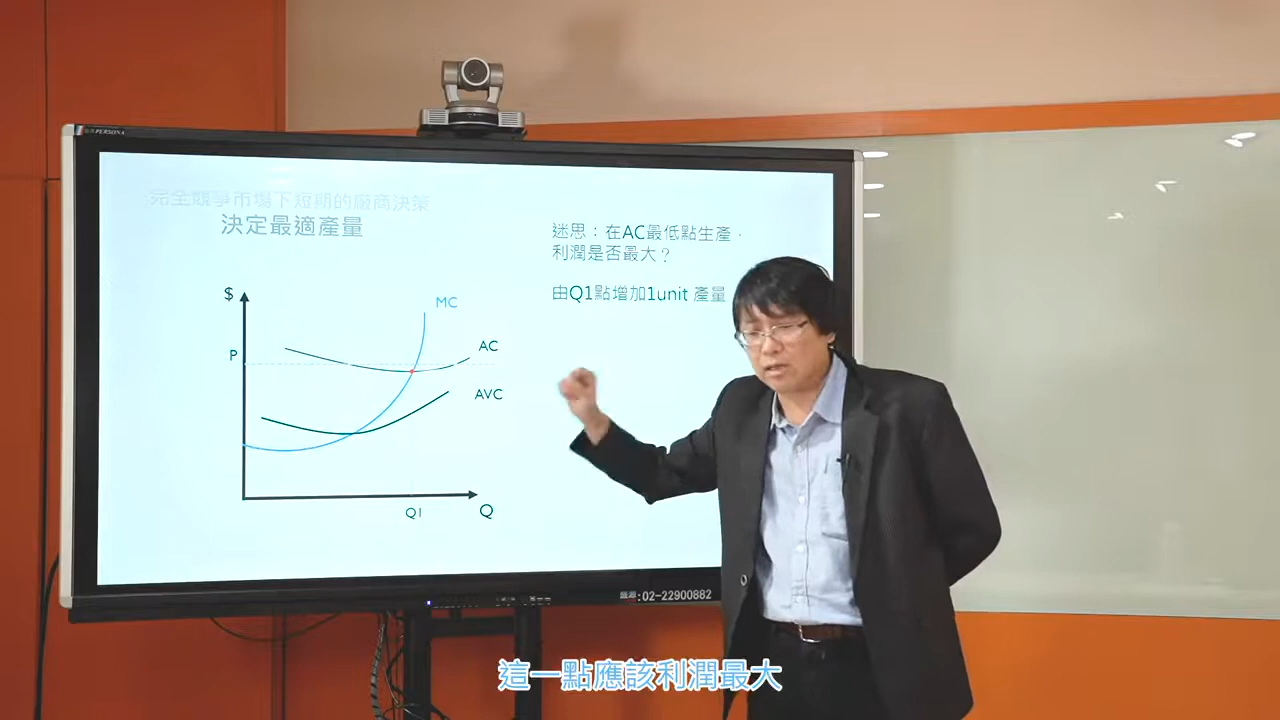 PERSONA
完全競爭市場下短期的廠商決策
決定最適產量
迷思：在AC最低點生產，
利潤是否最大？
由Q1點增加1unit 產量
$
MC
P
AC
AVC
Q1
Q
:02-22900882
這一點應該利潤最大